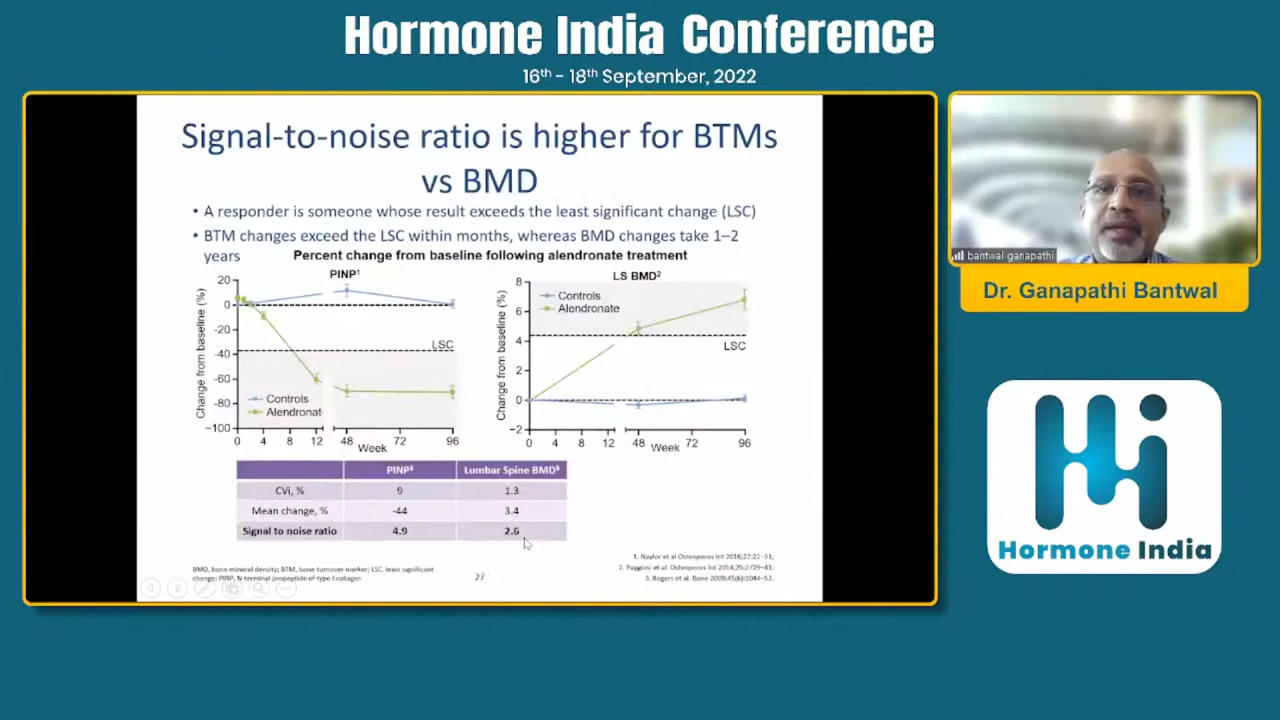 Hormone India Conference
16th - 18th September, 2022
Signal-to-noise ratio is higher for BTMs
vs BMD
• A responder is someone whose result exceeds the least significant change (LSC)
• BTM changes exceed the LSC within months, whereas BMD changes take 1–2
years
Percent change from baseline following alendronate treatment
PINP¹
Change from baseline (%)
20
0
-20
-40
-60
-80
-100
LSC
Controls
Alendronat
0 4 8 12 48 72 96
Week
LS BMD²
Change from baseline (%)
8
6
4
2
0
-2
Controls
Alendronate
LSC
0 4 8 12 48 72 96
Week
PINP³ Lumbar Spine BMD³
CVi, % 9 1.3
Mean change, % -44 3.4
Signal to noise ratio 4.9 2.6
1. Naylor et al Osteoporos Int 2016;27:21–31;
2. Paggiosi et al. Osteoporos Int 2014;25:2729–41;
3. Rogers et al. Bone 2009;45(6):1044–52.
BMD, bone mineral density; BTM, bone turnover marker; LSC, least significant
change; PINP, N-terminal propeptide of type I collagen
27
bantwal ganapathi
Dr. Ganapathi Bantwal
Hormone India